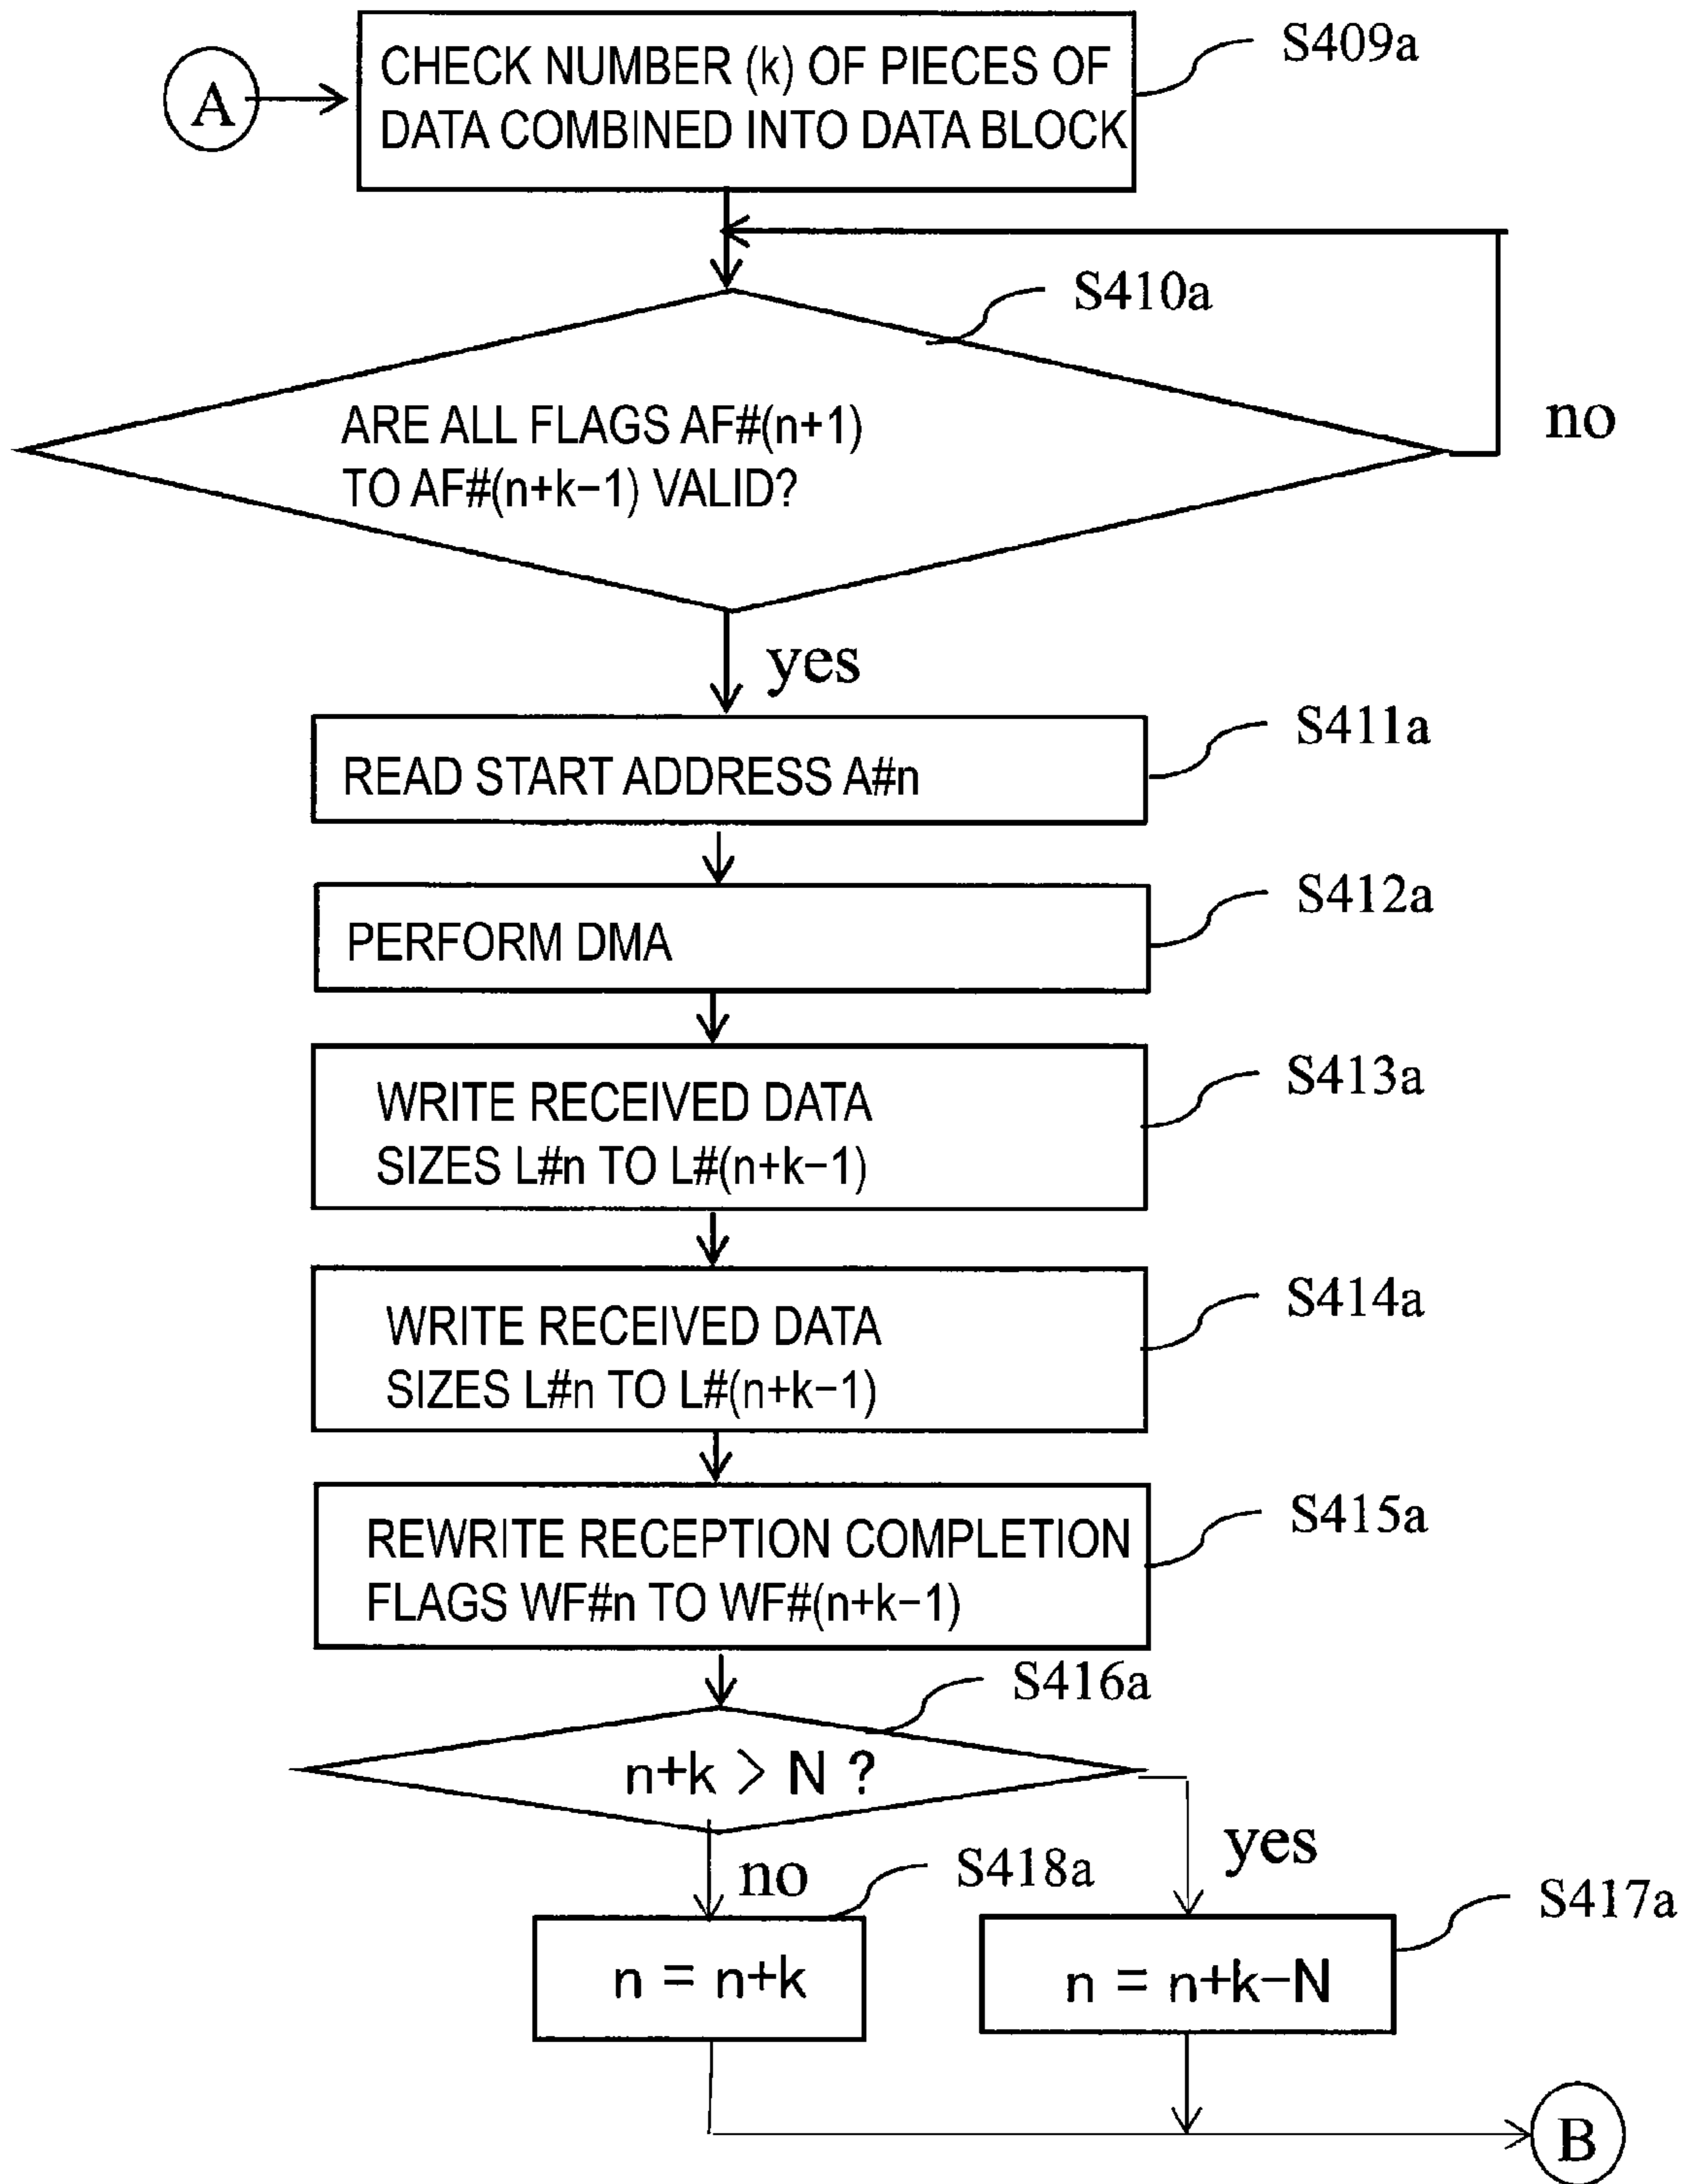 A
CHECK NUMBER (k) OF PIECES OF
DATA COMBINED INTO DATA BLOCK
S409a
S410a
ARE ALL FLAGS AF#(n+1)
TO AF#(n+k−1) VALID?
no
yes
S411a
READ START ADDRESS A#n
S412a
PERFORM DMA
S413a
WRITE RECEIVED DATA
SIZES L#n TO L#(n+k−1)
S414a
WRITE RECEIVED DATA
SIZES L#n TO L#(n+k−1)
S415a
REWRITE RECEPTION COMPLETION
FLAGS WF#n TO WF#(n+k−1)
S416a
n+k > N ?
no
S418a
yes
S417a
n = n+k
n = n+k−N
B